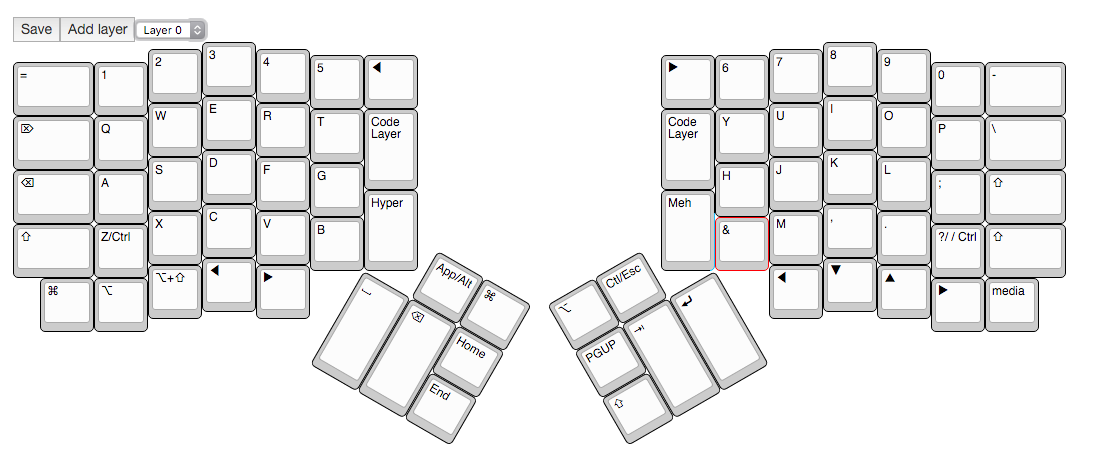 Save Add layer Layer 0
= 1 2 3 4 5 ◀ ▶ 6 7 8 9 0 -
⌦ Q W E R T Code Layer Code Layer Y U I O P \
⌫ A S D F G H J K L ; ⇧
⇧ Z/Ctrl X C V B Hyper Meh & M , . ?/ / Ctrl ⇧
⌘ ⌥ ⌥+⇧ ◀ ▶ ◀ ▼ ▲ ▶ media
App/Alt ⌘ ⌥ Ctl/Esc
⎵ ⌫ Home PGUP ⇥ ↵
End ⇧